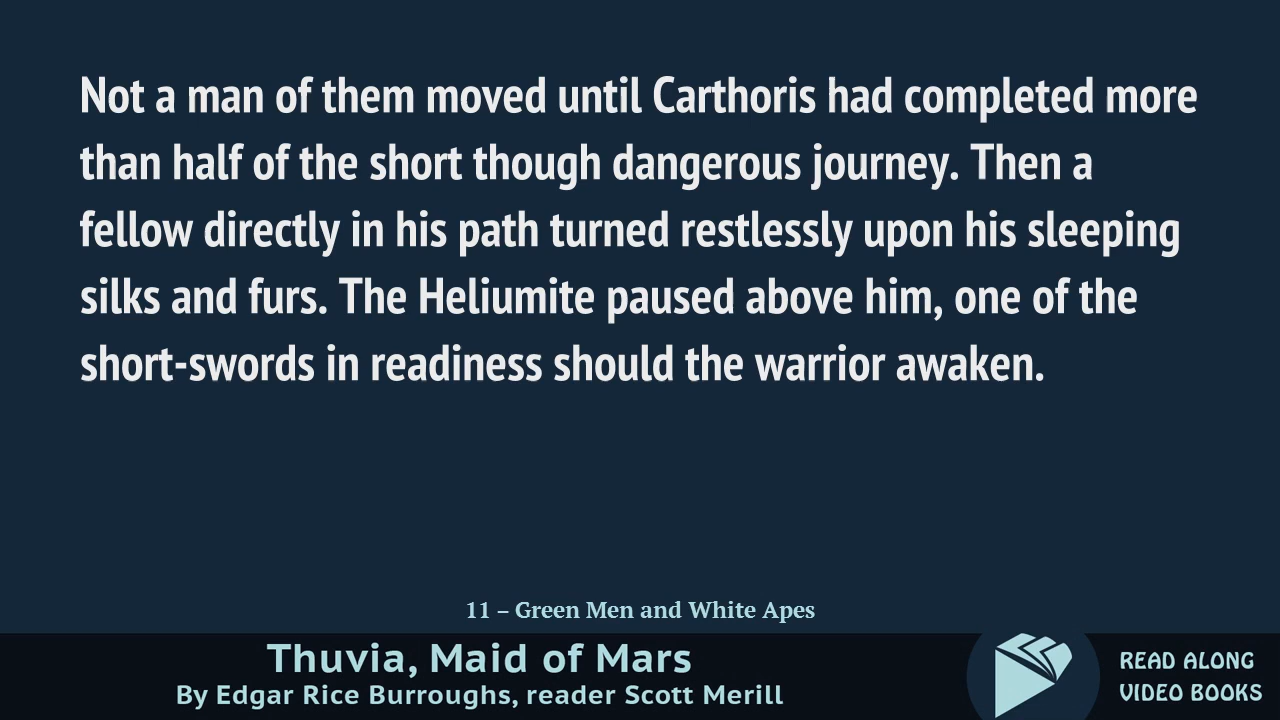 Not a man of them moved until Carthoris had completed more
than half of the short though dangerous journey. Then a
fellow directly in his path turned restlessly upon his sleeping
silks and furs. The Heliumite paused above him, one of the
short-swords in readiness should the warrior awaken.
11 – Green Men and White Apes
Thuvia, Maid of Mars
By Edgar Rice Burroughs, reader Scott Merill
READ ALONG
VIDEO BOOKS